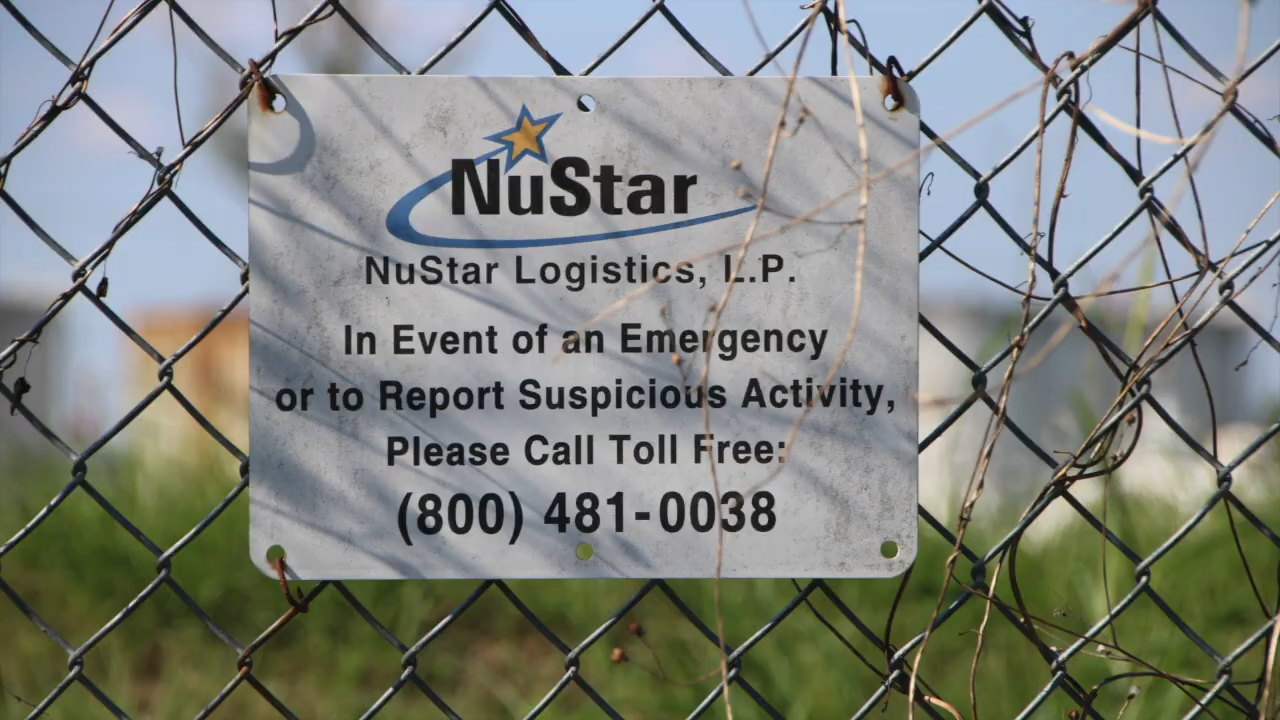 NuStar
NuStar Logistics, L.P.
In Event of an Emergency
or to Report Suspicious Activity,
Please Call Toll Free:
(800) 481-0038